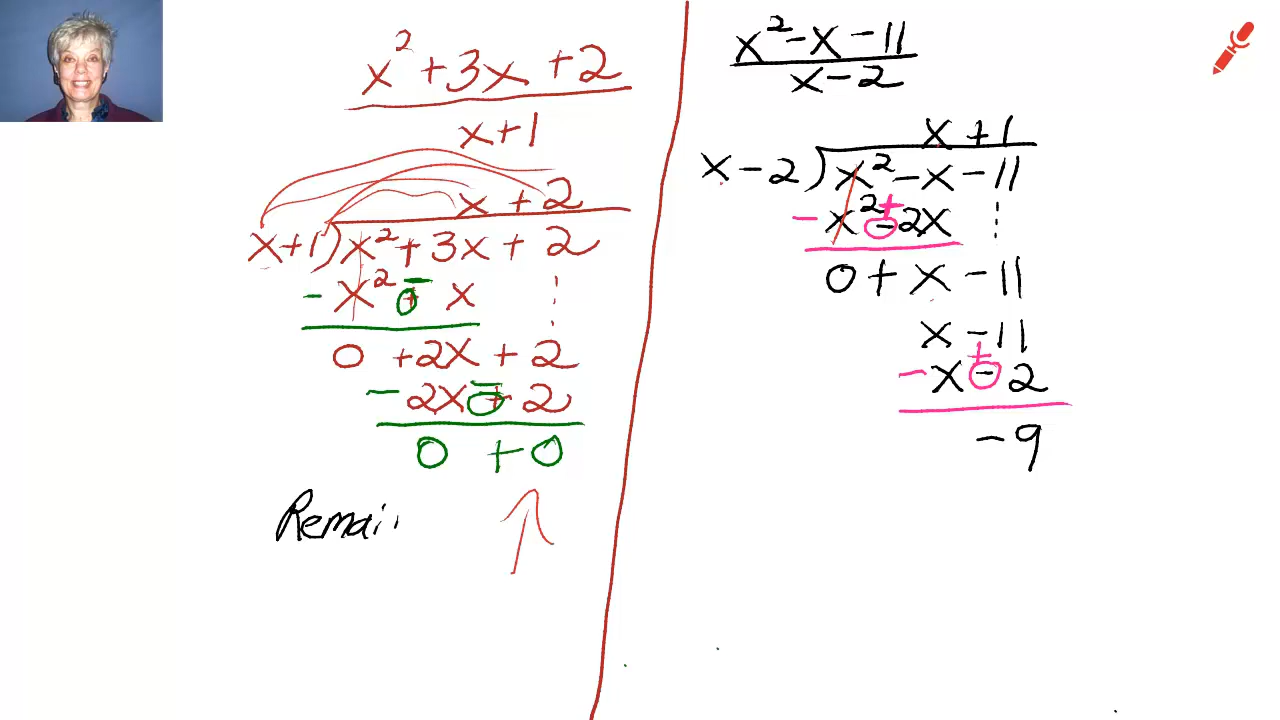 x² + 3x + 2
x + 1
x + 2
x + 1 ) x² + 3x + 2
- x² + - x
0 + 2x + 2
- 2x + - 2
0 + 0
Remai
x² - x - 11
x - 2
x + 1
x - 2 ) x² - x - 11
- x² - + 2x
0 + x - 11
x - 11
- x - + 2
- 9